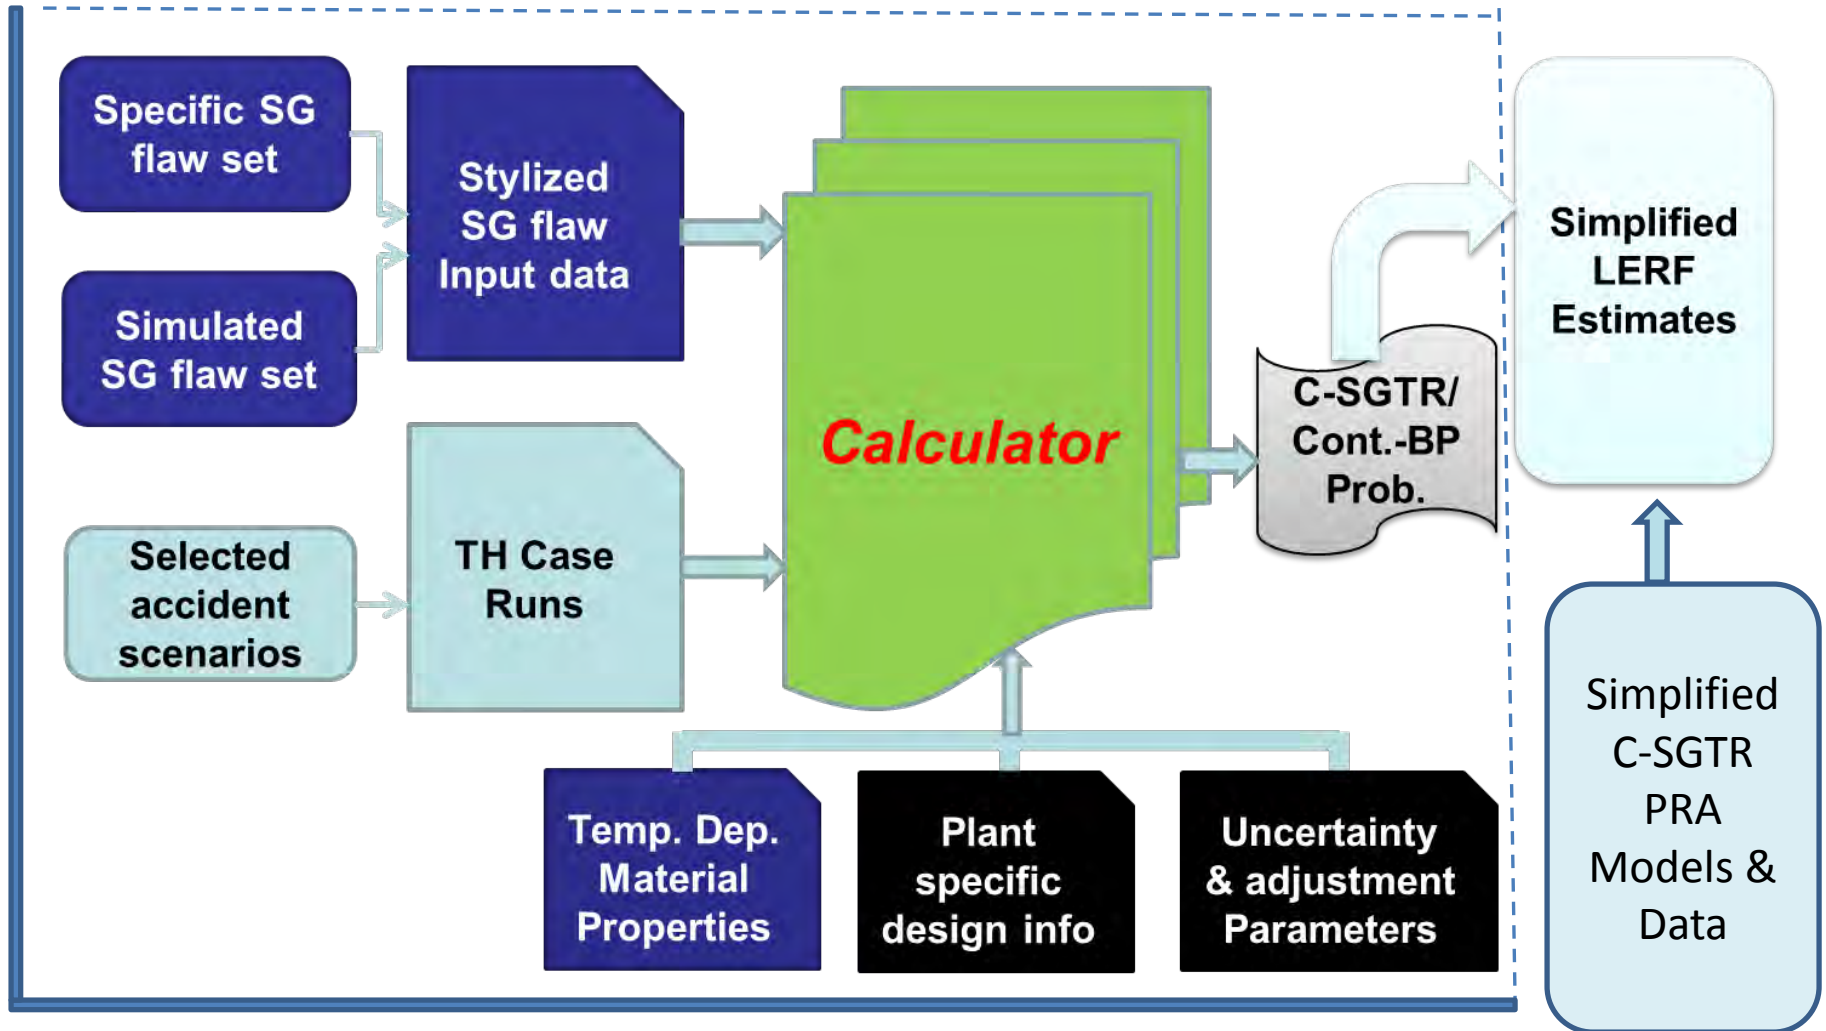 Specific SG
flaw set
Simulated
SG flaw set
Stylized
SG flaw
Input data
Selected
accident
scenarios
TH Case
Runs
Calculator
Temp. Dep.
Material
Properties
Plant
specific
design info
Uncertainty
& adjustment
Parameters
C-SGTR/
Cont.-BP
Prob.
Simplified
LERF
Estimates
Simplified
C-SGTR
PRA
Models &
Data